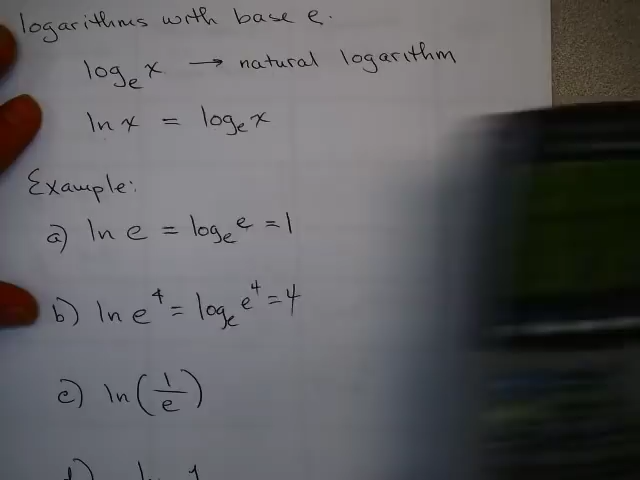 logarithms with base e.
logₑ x → natural logarithm
ln x = logₑ x
Example:
a) ln e = logₑ e = 1
b) ln e⁴ = logₑ e⁴ = 4
c) ln(1/e)
d) ln